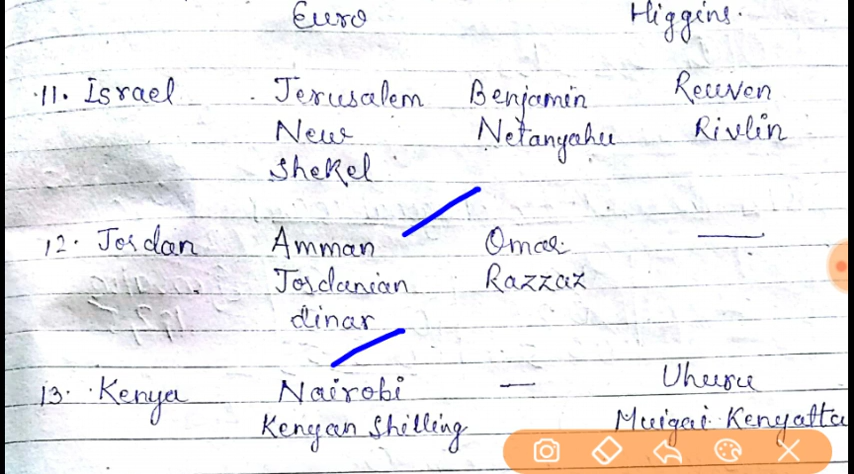 Euro Higgins.
11. Israel Jerusalem Benjamin Reuven
New Netanyahu Rivlin
Shekel
12. Jordan Amman Omar —
Jordanian Razzaz
dinar
13. Kenya Nairobi — Uhuru
Kenyan Shilling Muigai Kenyatta